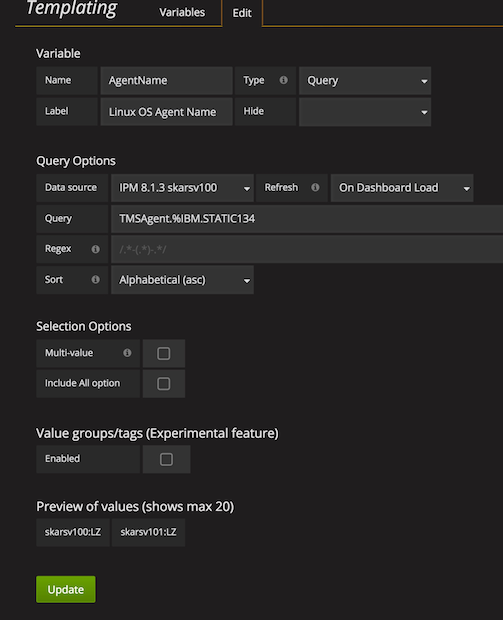 Templating Variables Edit
Variable
Name AgentName Type Query
Label Linux OS Agent Name Hide
Query Options
Data source IPM 8.1.3 skarsv100 Refresh On Dashboard Load
Query TMSAgent.%IBM.STATIC134
Regex /.*-(.*)-.*/
Sort Alphabetical (asc)
Selection Options
Multi-value
Include All option
Value groups/tags (Experimental feature)
Enabled
Preview of values (shows max 20)
skarsv100:LZ skarsv101:LZ
Update